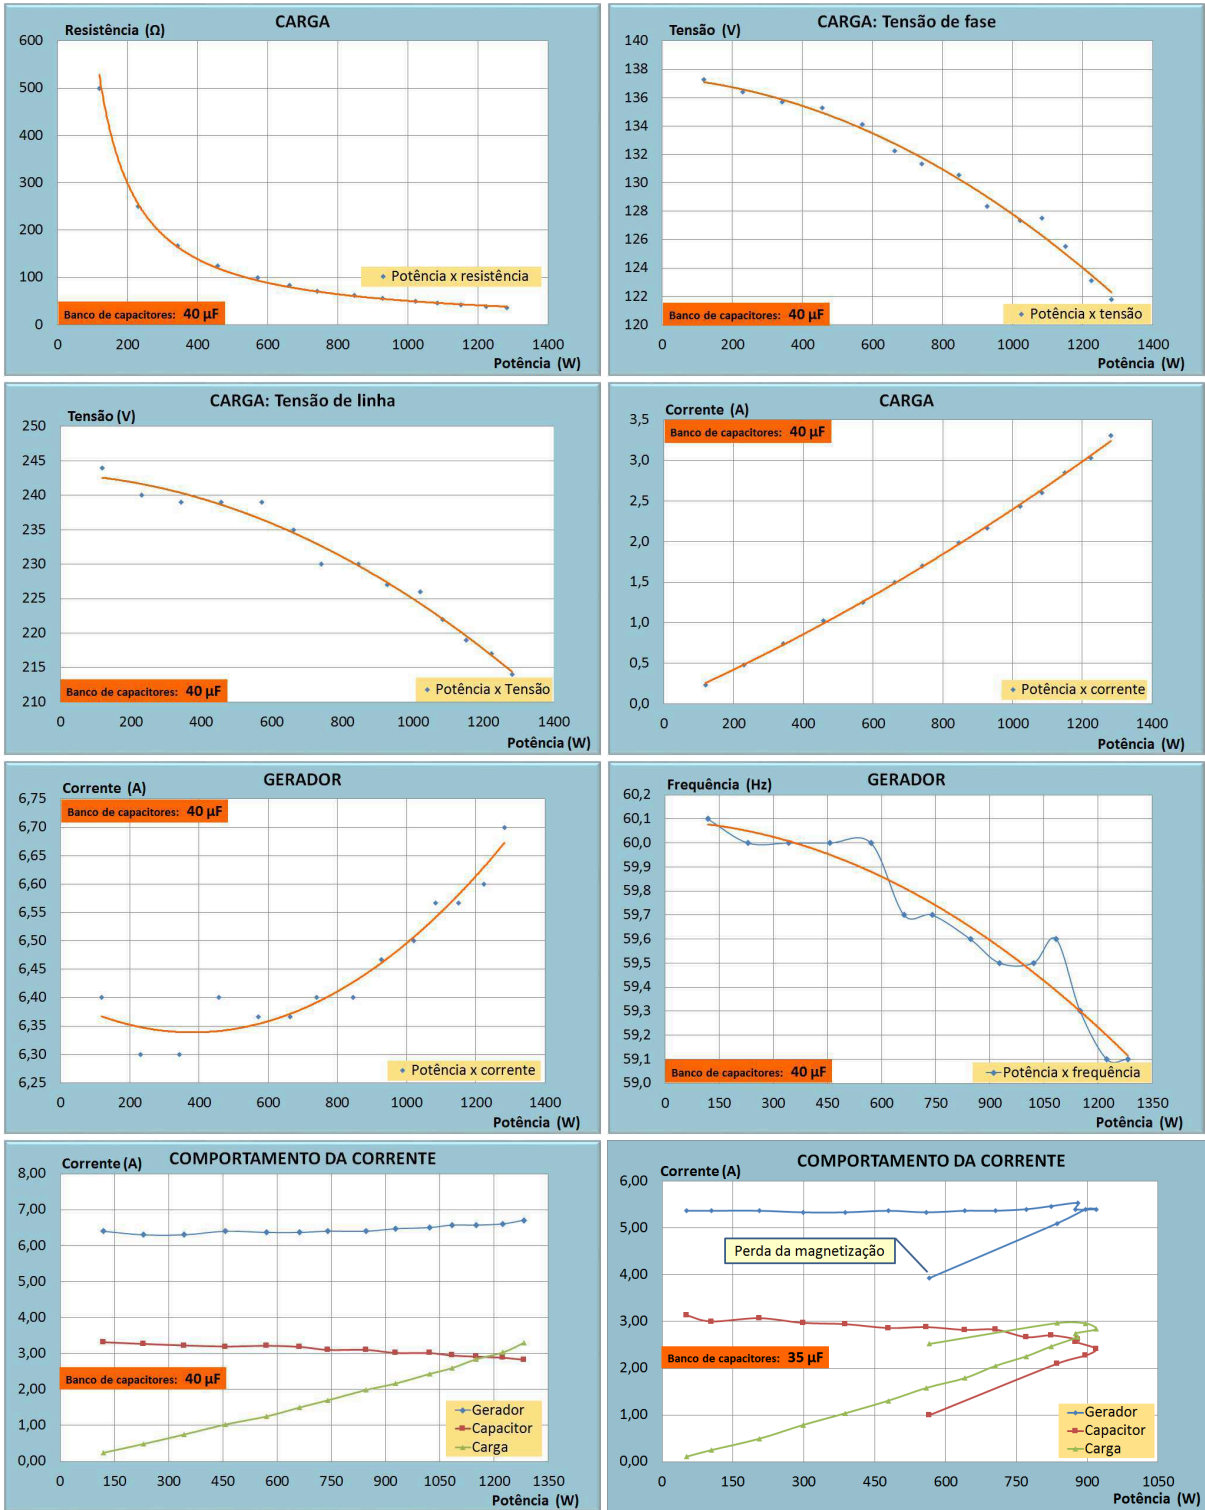 CARGA
Resistência (Ω)
600
500
400
300
200
100
0
Potência x resistência
Banco de capacitores: 40 µF
0 200 400 600 800 1000 1200 1400
Potência (W)
CARGA: Tensão de fase
Tensão (V)
140
138
136
134
132
130
128
126
124
122
120
Banco de capacitores: 40 µF
Potência x tensão
0 200 400 600 800 1000 1200 1400
Potência (W)
CARGA: Tensão de linha
Tensão (V)
250
245
240
235
230
225
220
215
210
Banco de capacitores: 40 µF
Potência x Tensão
0 200 400 600 800 1000 1200 1400
Potência (W)
CARGA
Corrente (A)
Banco de capacitores: 40 µF
3,5
3,0
2,5
2,0
1,5
1,0
0,5
0,0
Potência x corrente
0 200 400 600 800 1000 1200 1400
Potência (W)
GERADOR
Corrente (A)
Banco de capacitores: 40 µF
6,75
6,70
6,65
6,60
6,55
6,50
6,45
6,40
6,35
6,30
6,25
Potência x corrente
0 200 400 600 800 1000 1200 1400
Potência (W)
GERADOR
Frequência (Hz)
60,2
60,1
60,0
59,9
59,8
59,7
59,6
59,5
59,4
59,3
59,2
59,1
59,0
Banco de capacitores: 40 µF
Potência x frequência
0 150 300 450 600 750 900 1050 1200 1350
Potência (W)
COMPORTAMENTO DA CORRENTE
Corrente (A)
8,00
7,00
6,00
5,00
4,00
3,00
2,00
1,00
0,00
Banco de capacitores: 40 µF
Gerador
Capacitor
Carga
0 150 300 450 600 750 900 1050 1200 1350
Potência (W)
COMPORTAMENTO DA CORRENTE
Corrente (A)
6,00
5,00
4,00
3,00
2,00
1,00
0,00
Perda da magnetização
Banco de capacitores: 35 µF
Gerador
Capacitor
Carga
0 150 300 450 600 750 900 1050
Potência (W)